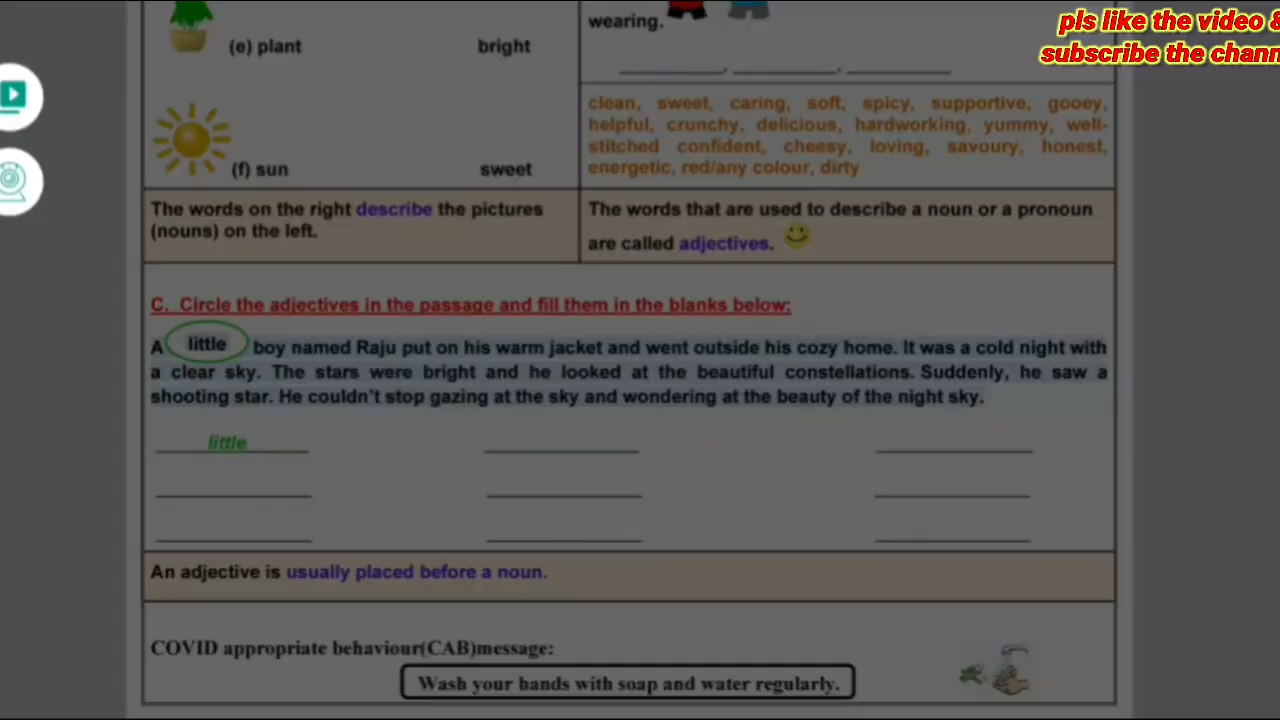 pls like the video &
subscribe the chann
(e) plant bright
wearing.
(f) sun sweet
clean, sweet, caring, soft, spicy, supportive, gooey,
helpful, crunchy, delicious, hardworking, yummy, well-
stitched confident, cheesy, loving, savoury, honest,
energetic, red/any colour, dirty
The words on the right describe the pictures
(nouns) on the left.
The words that are used to describe a noun or a pronoun
are called adjectives.
C. Circle the adjectives in the passage and fill them in the blanks below:
A little boy named Raju put on his warm jacket and went outside his cozy home. It was a cold night with
a clear sky. The stars were bright and he looked at the beautiful constellations. Suddenly, he saw a
shooting star. He couldn't stop gazing at the sky and wondering at the beauty of the night sky.
little
An adjective is usually placed before a noun.
COVID appropriate behaviour(CAB)message:
Wash your hands with soap and water regularly.